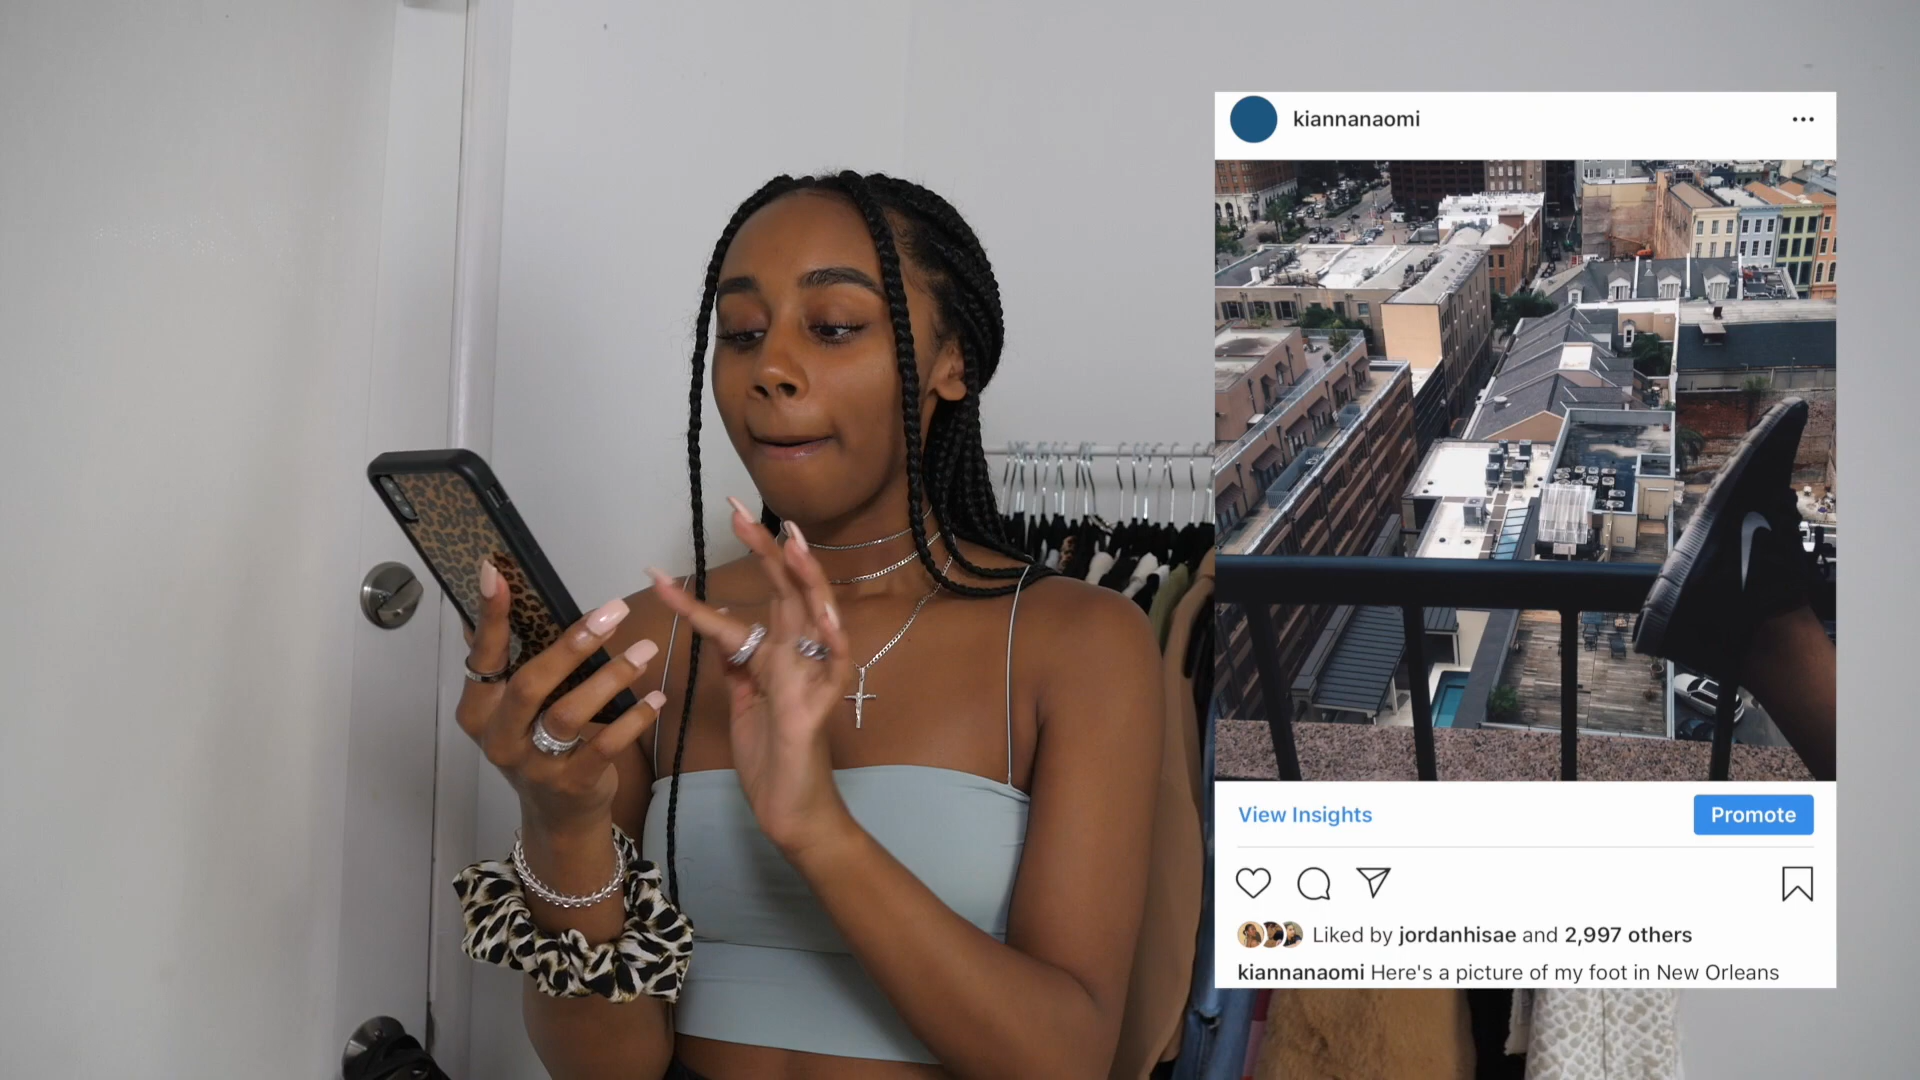 kiannanaomi
View Insights
Promote
Liked by jordanhisae and 2,997 others
kiannanaomi Here's a picture of my foot in New Orleans